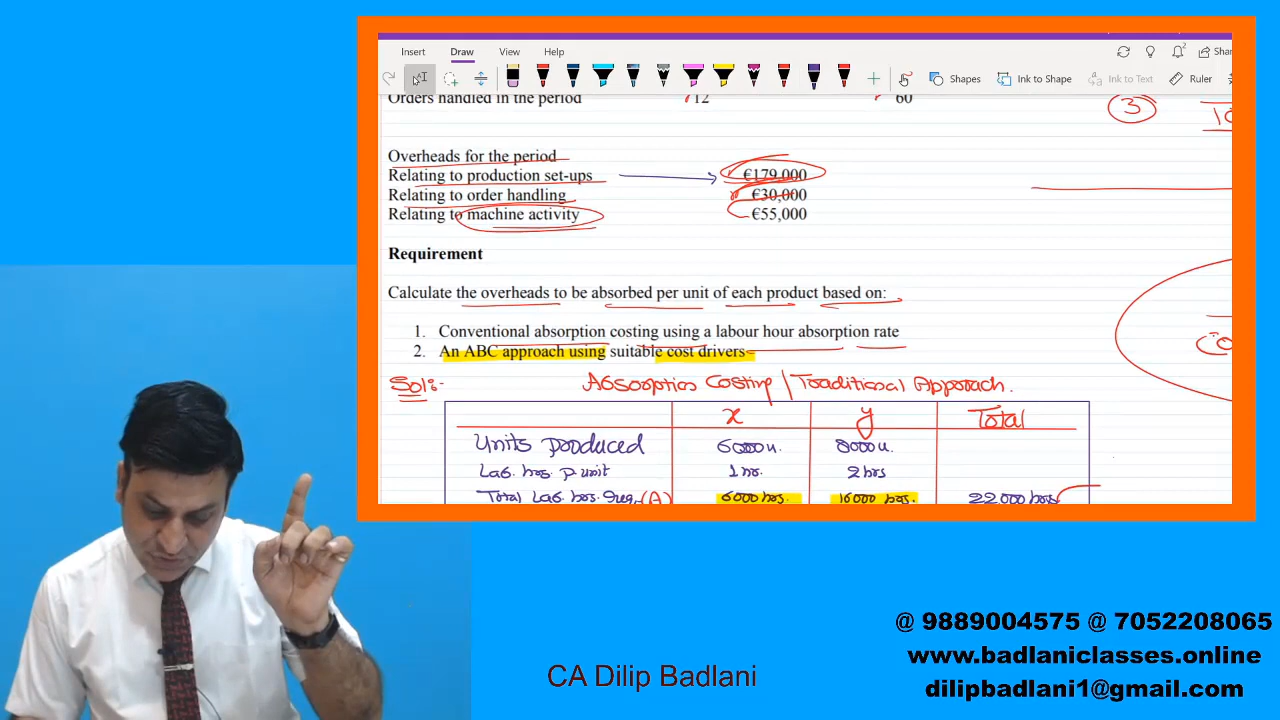 Insert Draw View Help Shar
Shapes Ink to Shape Ink to Text Ruler
Orders handled in the period 12 60
3
10
Overheads for the period
Relating to production set-ups €179,000
Relating to order handling €30,000
Relating to machine activity €55,000
Requirement
Calculate the overheads to be absorbed per unit of each product based on:
1. Conventional absorption costing using a labour hour absorption rate
2. An ABC approach using suitable cost drivers
Sol:- Absorption Costing / Traditional Approach.
x y Total
Units produced 6000u. 8000u.
Lab. hrs. p unit 1 hr. 2 hrs
Total Lab. hrs. req. (A) 6000 hrs. 16000 hrs. 22000 hrs
@ 9889004575 @ 7052208065
www.badlaniclasses.online
dilipbadlani1@gmail.com
CA Dilip Badlani